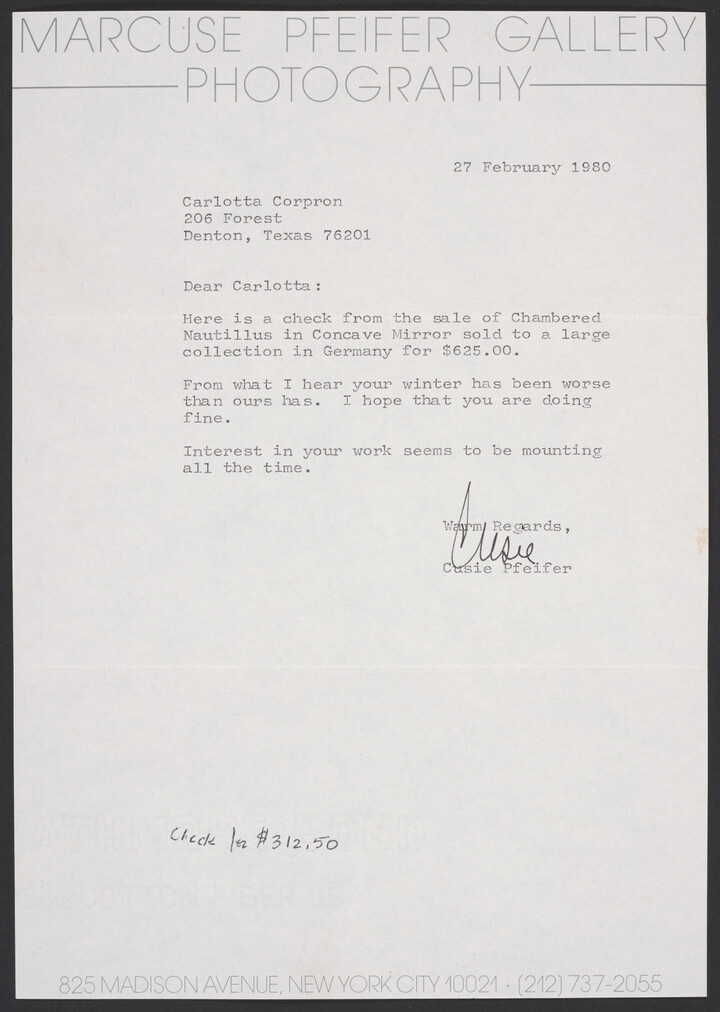 MARCUSE PFEIFER GALLERY
PHOTOGRAPHY
27 February 1980
Carlotta Corpron
206 Forest
Denton, Texas 76201
Dear Carlotta:
Here is a check from the sale of Chambered
Nautillus in Concave Mirror sold to a large
collection in Germany for $625.00.
From what I hear your winter has been worse
than ours has. I hope that you are doing
fine.
Interest in your work seems to be mounting
all the time.
Warm Regards,
Cusie
Cusie Pfeifer
Check for $312.50
825 MADISON AVENUE, NEW YORK CITY 10021 · (212) 737-2055